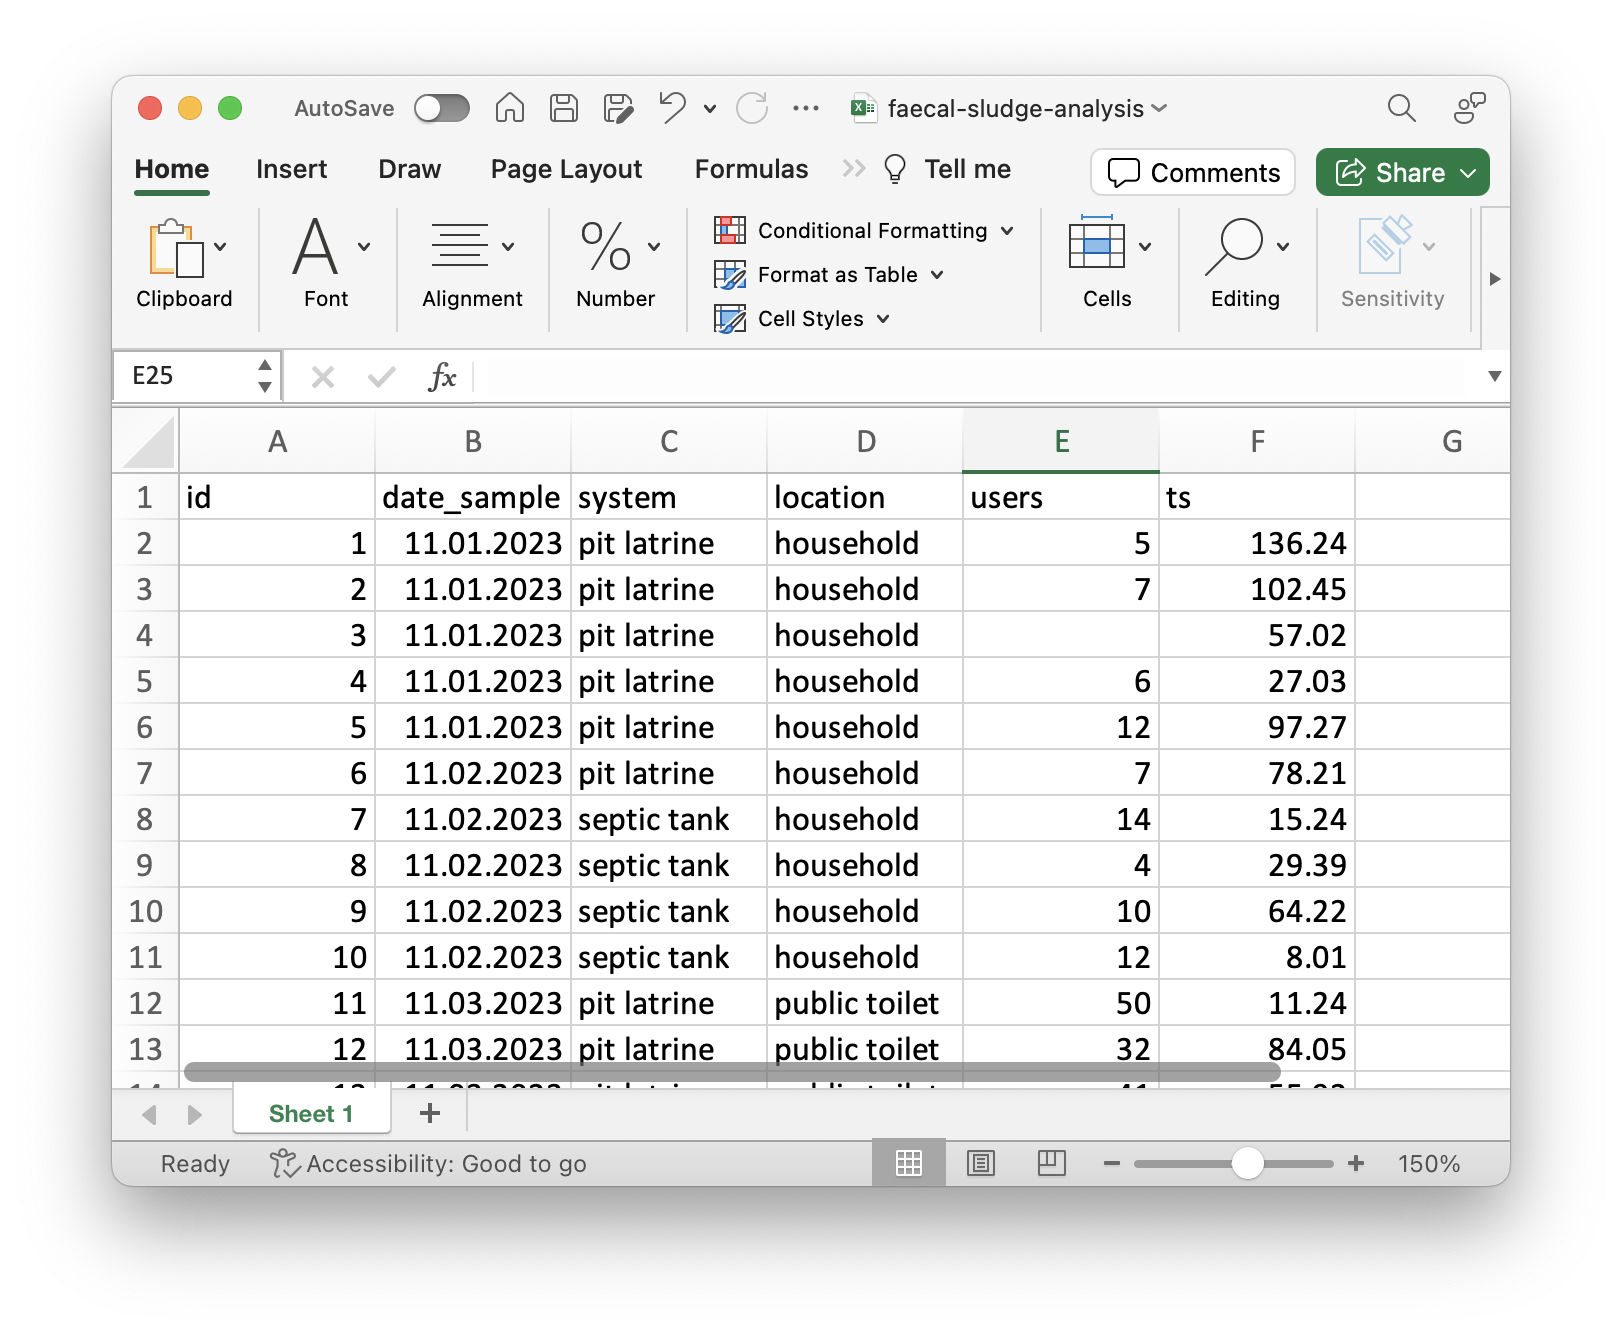 AutoSave faecal-sludge-analysis
Home Insert Draw Page Layout Formulas Tell me Comments Share
Conditional Formatting
Format as Table
Cell Styles
Clipboard Font Alignment Number Cells Editing Sensitivity
E25 fx
A B C D E F G
1 id date_sample system location users ts
2 1 11.01.2023 pit latrine household 5 136.24
3 2 11.01.2023 pit latrine household 7 102.45
4 3 11.01.2023 pit latrine household 57.02
5 4 11.01.2023 pit latrine household 6 27.03
6 5 11.01.2023 pit latrine household 12 97.27
7 6 11.02.2023 pit latrine household 7 78.21
8 7 11.02.2023 septic tank household 14 15.24
9 8 11.02.2023 septic tank household 4 29.39
10 9 11.02.2023 septic tank household 10 64.22
11 10 11.02.2023 septic tank household 12 8.01
12 11 11.03.2023 pit latrine public toilet 50 11.24
13 12 11.03.2023 pit latrine public toilet 32 84.05
Sheet 1
Ready Accessibility: Good to go 150%